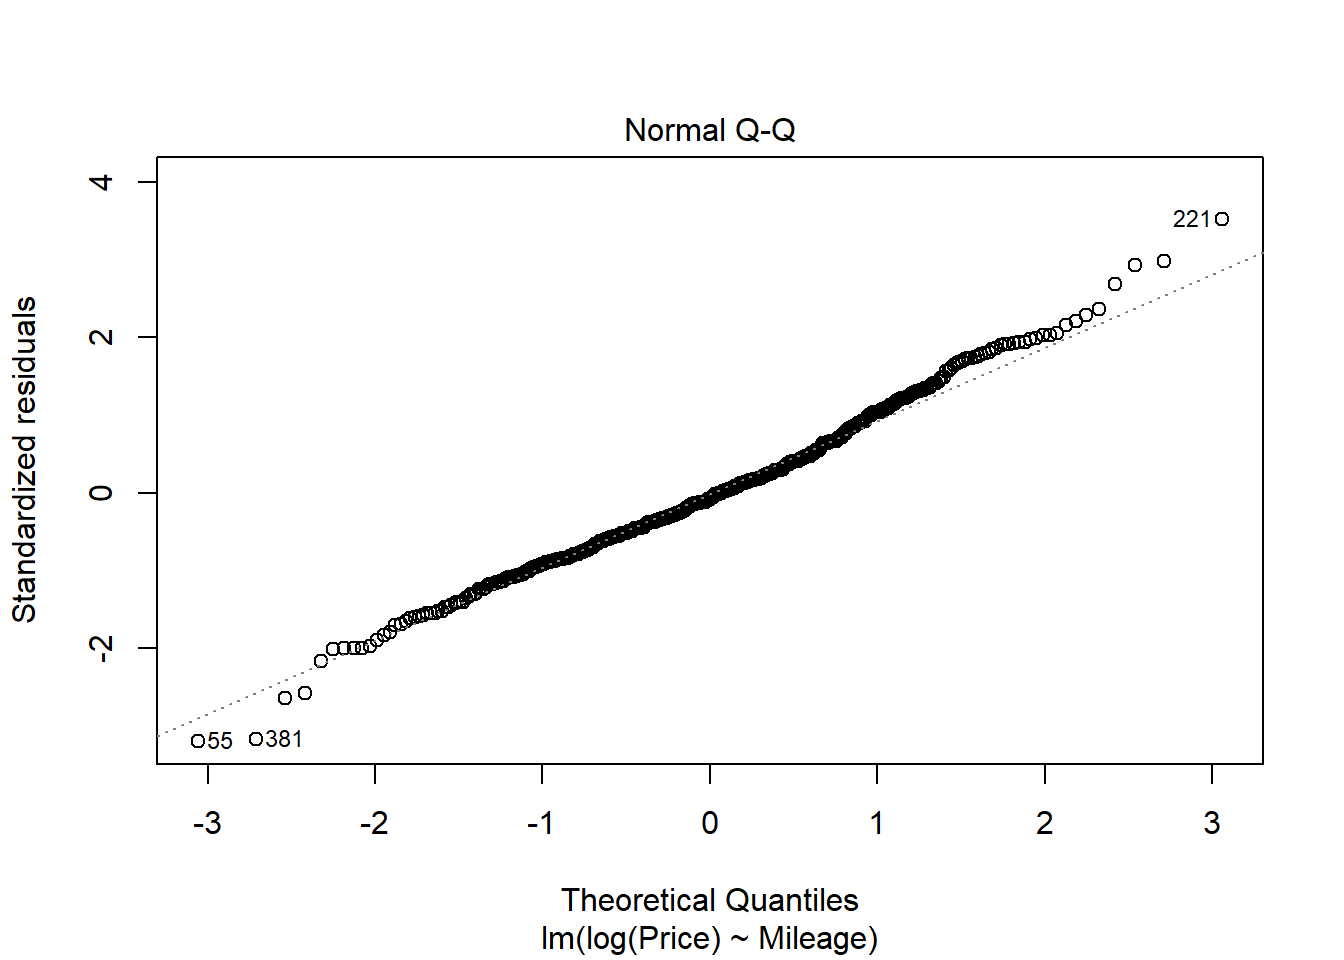 Normal Q-Q
Standardized residuals
4
2
0
-2
221
55
381
-3 -2 -1 0 1 2 3
Theoretical Quantiles
lm(log(Price) ~ Mileage)